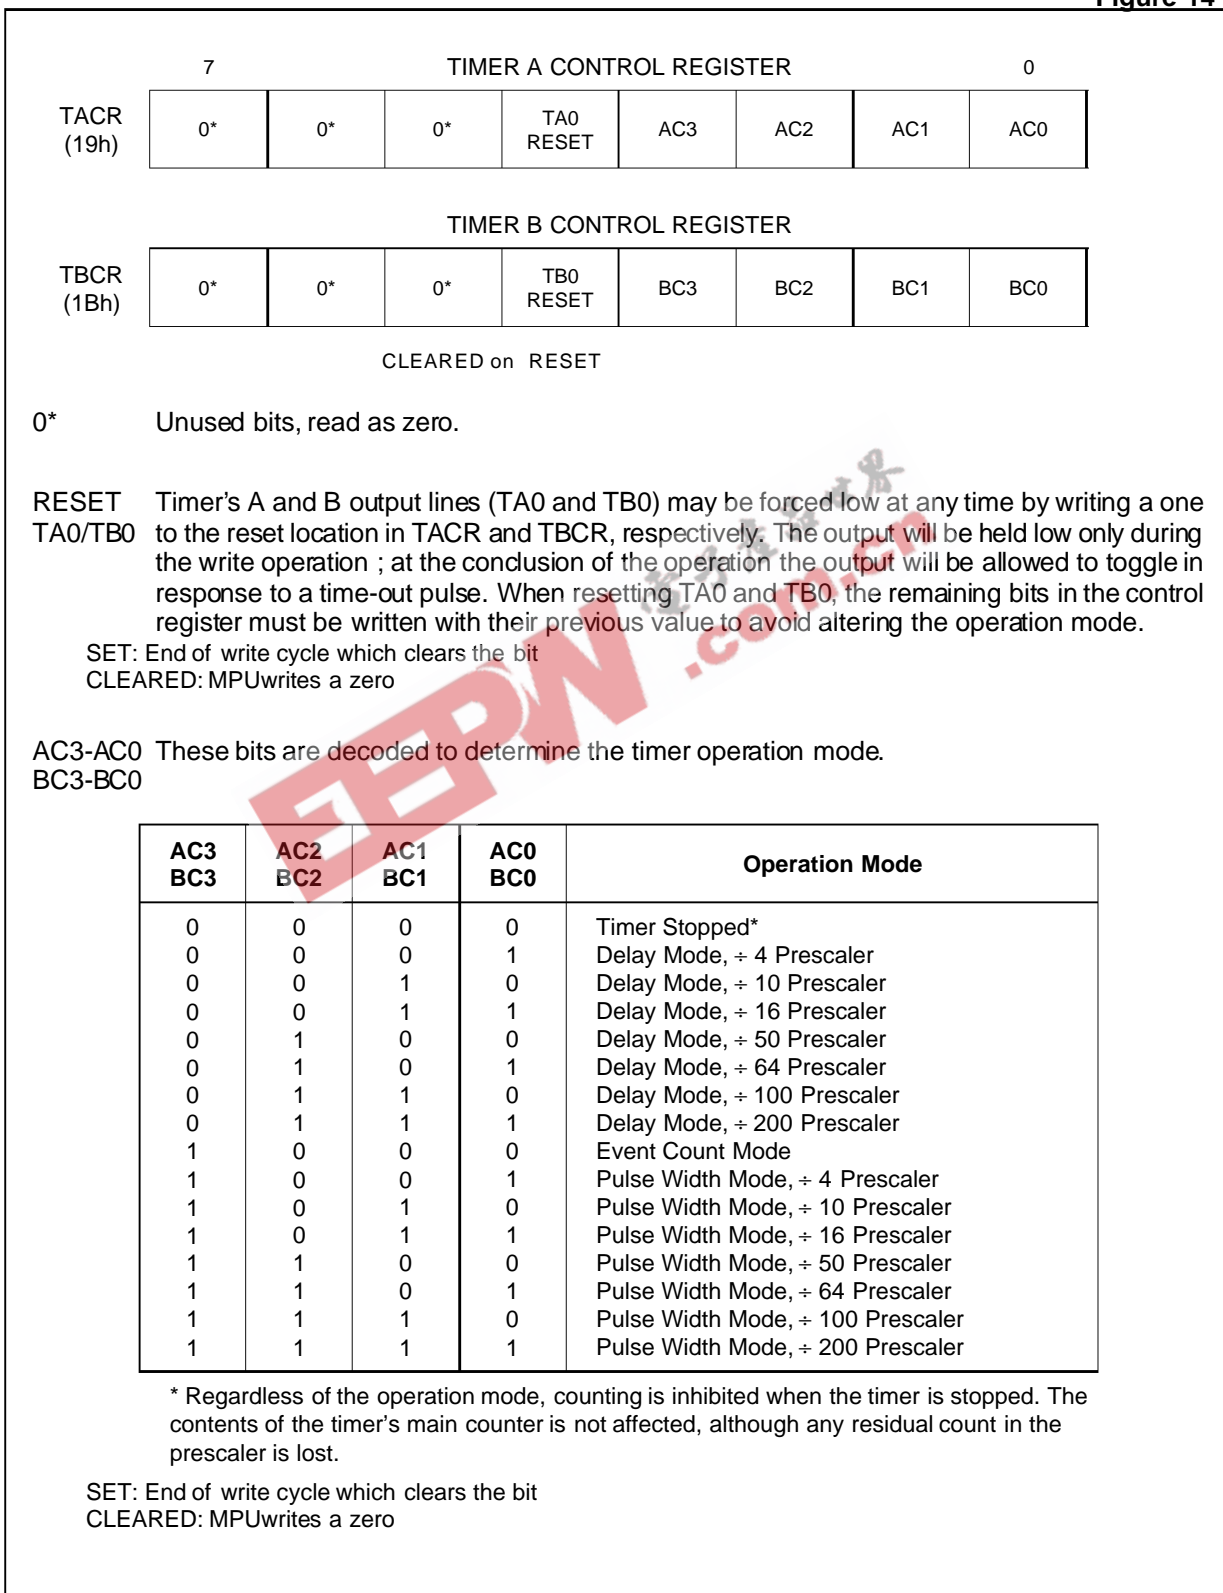 Figure 14
7 TIMER A CONTROL REGISTER 0
TACR
(19h)
0* 0* 0* TA0 RESET AC3 AC2 AC1 AC0
TIMER B CONTROL REGISTER
TBCR
(1Bh)
0* 0* 0* TB0 RESET BC3 BC2 BC1 BC0
CLEARED on RESET
0* Unused bits, read as zero.
RESET Timer's A and B output lines (TA0 and TB0) may be forced low at any time by writing a one
TA0/TB0 to the reset location in TACR and TBCR, respectively. The output will be held low only during
the write operation ; at the conclusion of the operation the output will be allowed to toggle in
response to a time-out pulse. When resetting TA0 and TB0, the remaining bits in the control
register must be written with their previous value to avoid altering the operation mode.
SET: End of write cycle which clears the bit
CLEARED: MPUwrites a zero
AC3-AC0 These bits are decoded to determine the timer operation mode.
BC3-BC0
AC3 AC2 AC1 AC0 Operation Mode
BC3 BC2 BC1 BC0
0 0 0 0 Timer Stopped*
0 0 0 1 Delay Mode, ÷ 4 Prescaler
0 0 1 0 Delay Mode, ÷ 10 Prescaler
0 0 1 1 Delay Mode, ÷ 16 Prescaler
0 1 0 0 Delay Mode, ÷ 50 Prescaler
0 1 0 1 Delay Mode, ÷ 64 Prescaler
0 1 1 0 Delay Mode, ÷ 100 Prescaler
0 1 1 1 Delay Mode, ÷ 200 Prescaler
1 0 0 0 Event Count Mode
1 0 0 1 Pulse Width Mode, ÷ 4 Prescaler
1 0 1 0 Pulse Width Mode, ÷ 10 Prescaler
1 0 1 1 Pulse Width Mode, ÷ 16 Prescaler
1 1 0 0 Pulse Width Mode, ÷ 50 Prescaler
1 1 0 1 Pulse Width Mode, ÷ 64 Prescaler
1 1 1 0 Pulse Width Mode, ÷ 100 Prescaler
1 1 1 1 Pulse Width Mode, ÷ 200 Prescaler
* Regardless of the operation mode, counting is inhibited when the timer is stopped. The
contents of the timer's main counter is not affected, although any residual count in the
prescaler is lost.
SET: End of write cycle which clears the bit
CLEARED: MPUwrites a zero
EEPW
.com.cn